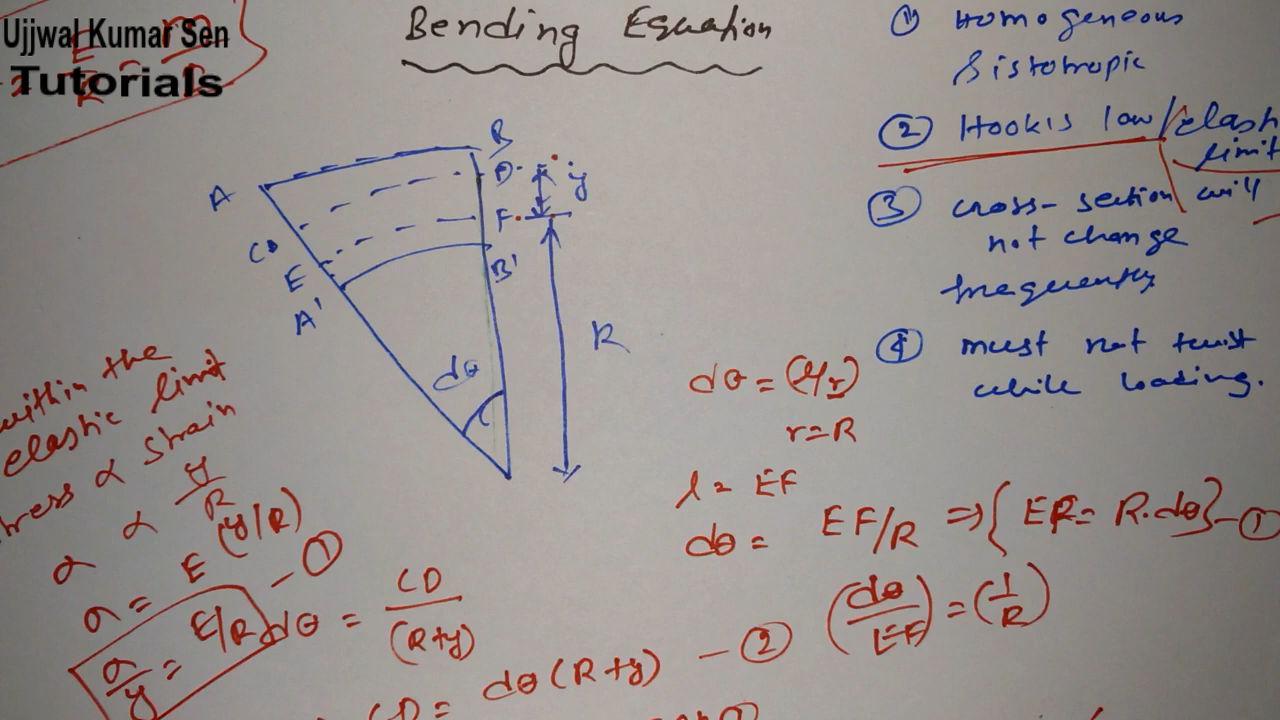 Ujjwal Kumar Sen
Tutorials
Bending Equation
① Homogeneous
& isotropic
② Hook's law / elastic
limit
③ cross-section will
not change
frequently
④ must not twist
while loading.
A
B
C
D
y
E
F
A'
B'
R
dθ
within the
elastic limit
stress ∝ strain
σ ∝ y/R
σ = E (y/R)
σ/y = E/R - ①
dθ = (l/r)
r = R
l = EF
dθ = EF/R ⇒ {EF = R.dθ} - ①
dθ = CD/(R+y)
(dθ/EF) = (1/R)
CD = dθ (R+y) - ②